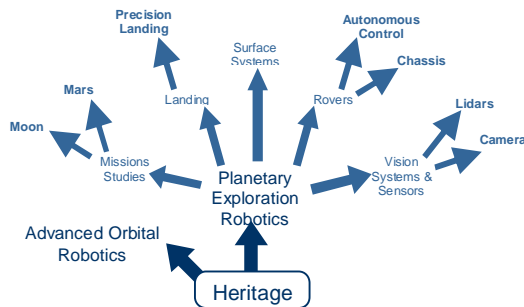 Precision
Landing
Surface
Systems
Autonomous
Control
Chassis
Mars
Landing
Rovers
Lidars
Moon
Camera
Missions
Studies
Vision
Systems &
Sensors
Planetary
Exploration
Robotics
Advanced Orbital
Robotics
Heritage